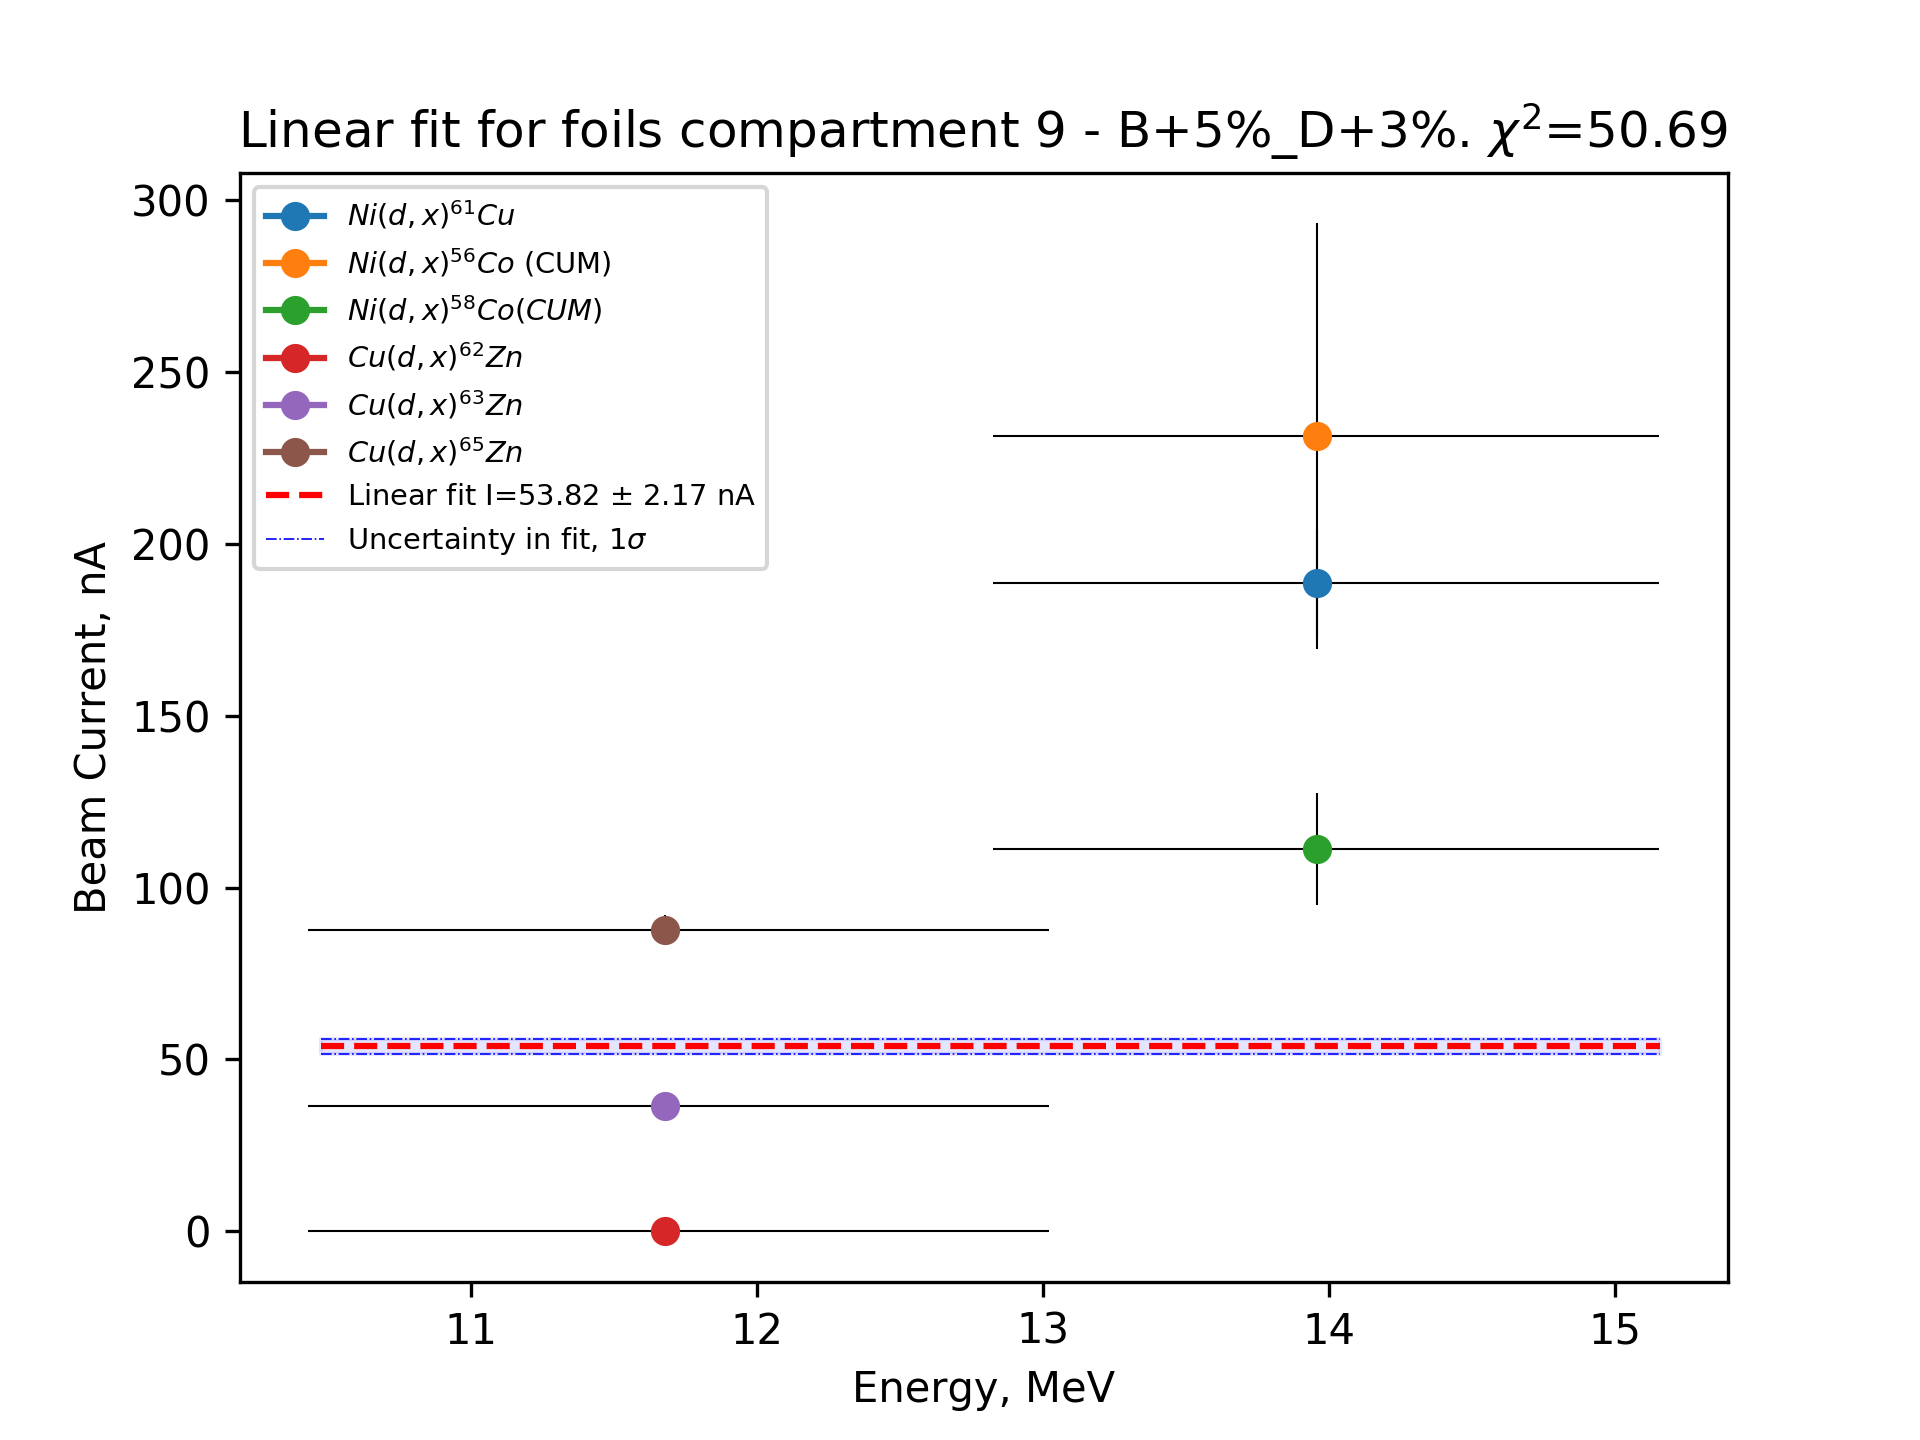 Linear fit for foils compartment 9 - B+5%_D+3%. χ²=50.69
300
250
200
150
100
50
0
Beam Current, nA
Ni(d, x)⁶¹Cu
Ni(d, x)⁵⁶Co (CUM)
Ni(d, x)⁵⁸Co(CUM)
Cu(d, x)⁶²Zn
Cu(d, x)⁶³Zn
Cu(d, x)⁶⁵Zn
Linear fit I=53.82 ± 2.17 nA
Uncertainty in fit, 1σ
11 12 13 14 15
Energy, MeV